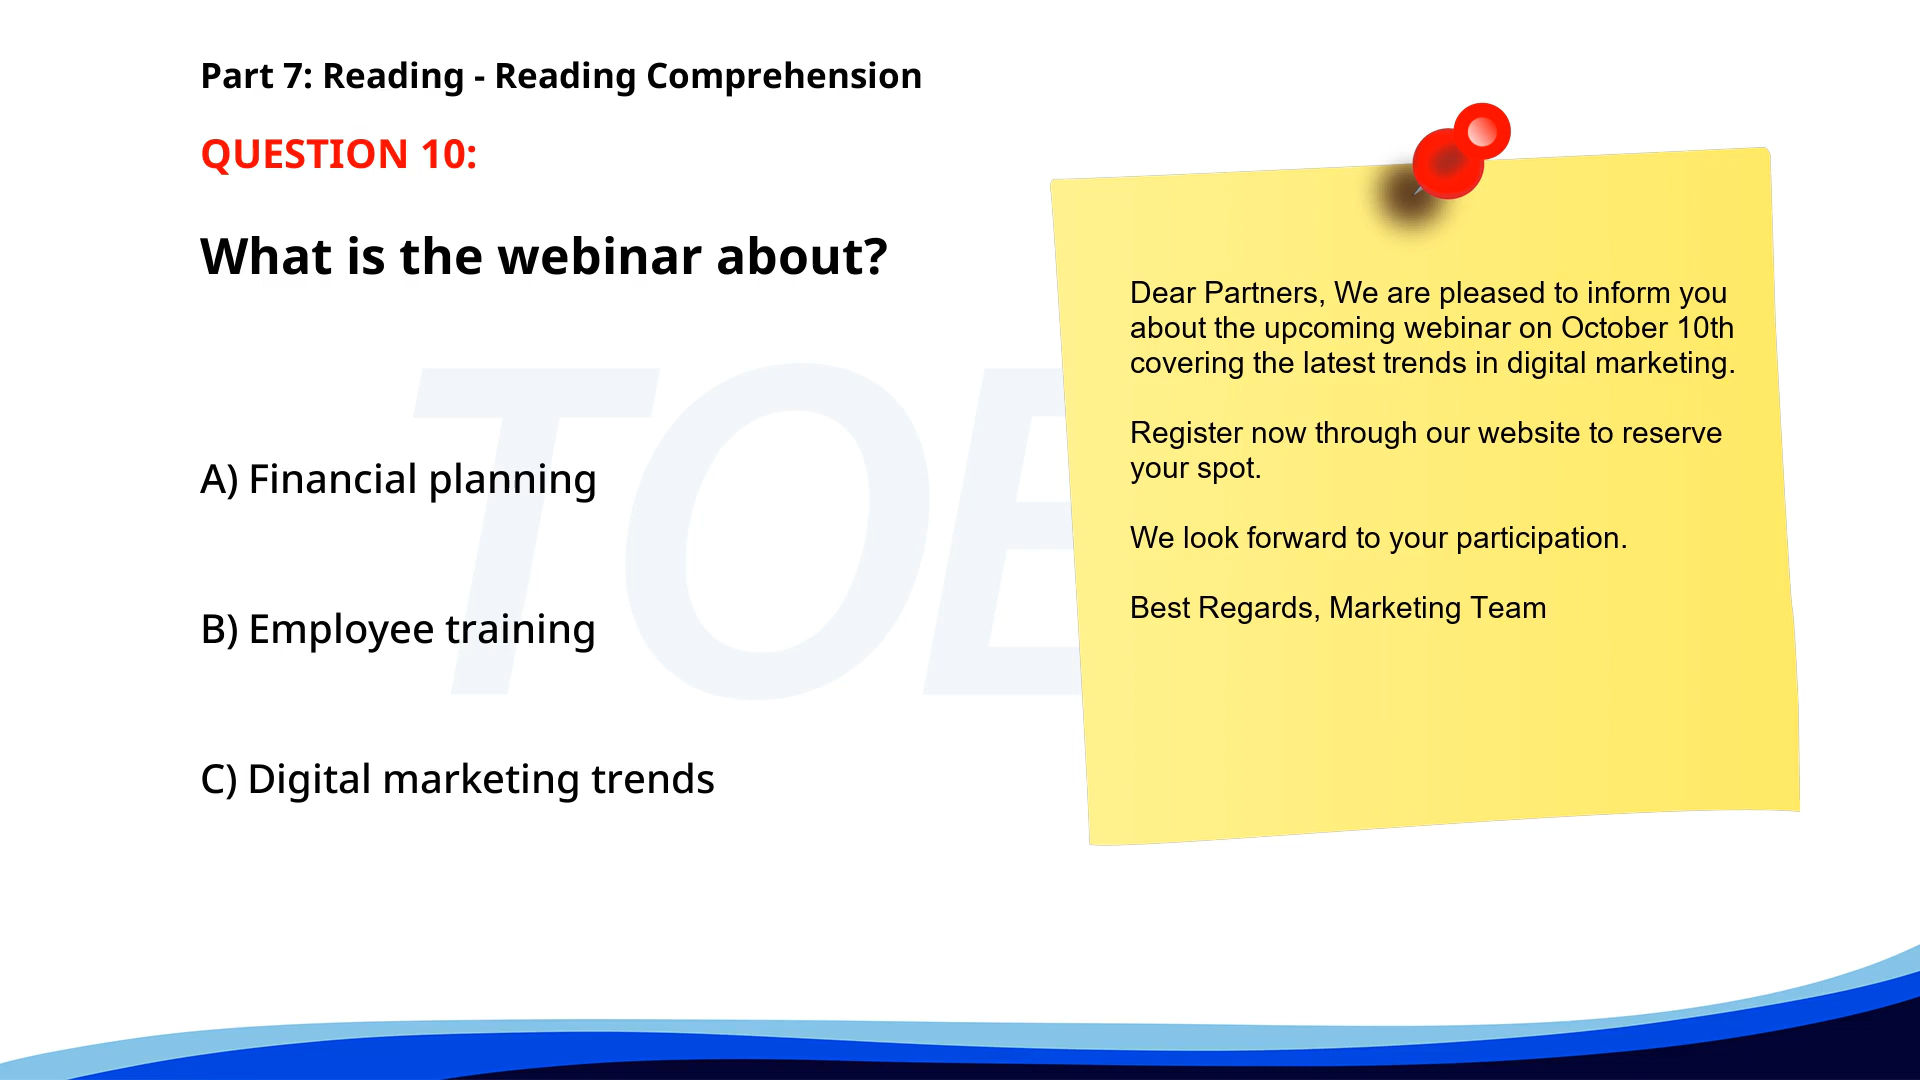 Part 7: Reading - Reading Comprehension
QUESTION 10:
What is the webinar about?
A) Financial planning
B) Employee training
C) Digital marketing trends
Dear Partners, We are pleased to inform you
about the upcoming webinar on October 10th
covering the latest trends in digital marketing.
Register now through our website to reserve
your spot.
We look forward to your participation.
Best Regards, Marketing Team